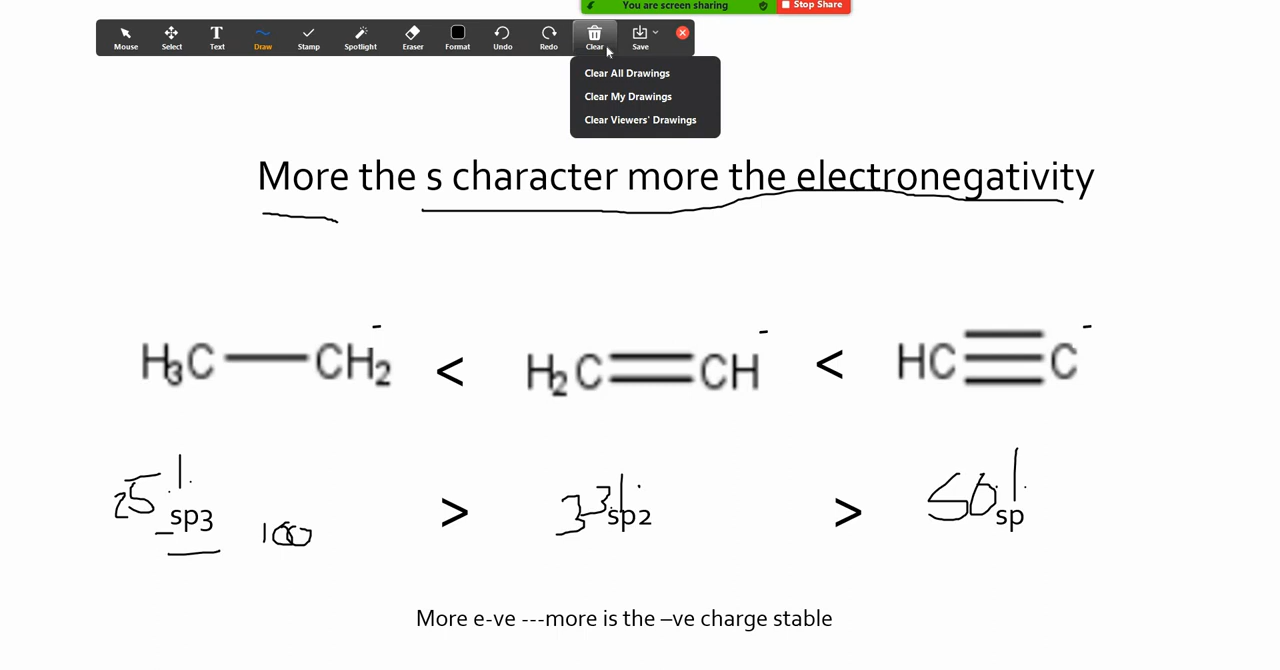 You are screen sharing Stop Share
Mouse Select Text Draw Stamp Spotlight Eraser Format Undo Redo Clear Save
Clear All Drawings
Clear My Drawings
Clear Viewers' Drawings
More the s character more the electronegativity
H₃C—CH₂⁻ < H₂C=CH⁻ < HC≡C⁻
25% 33% 50%
sp3 > sp2 > sp
100
More e-ve ---more is the –ve charge stable